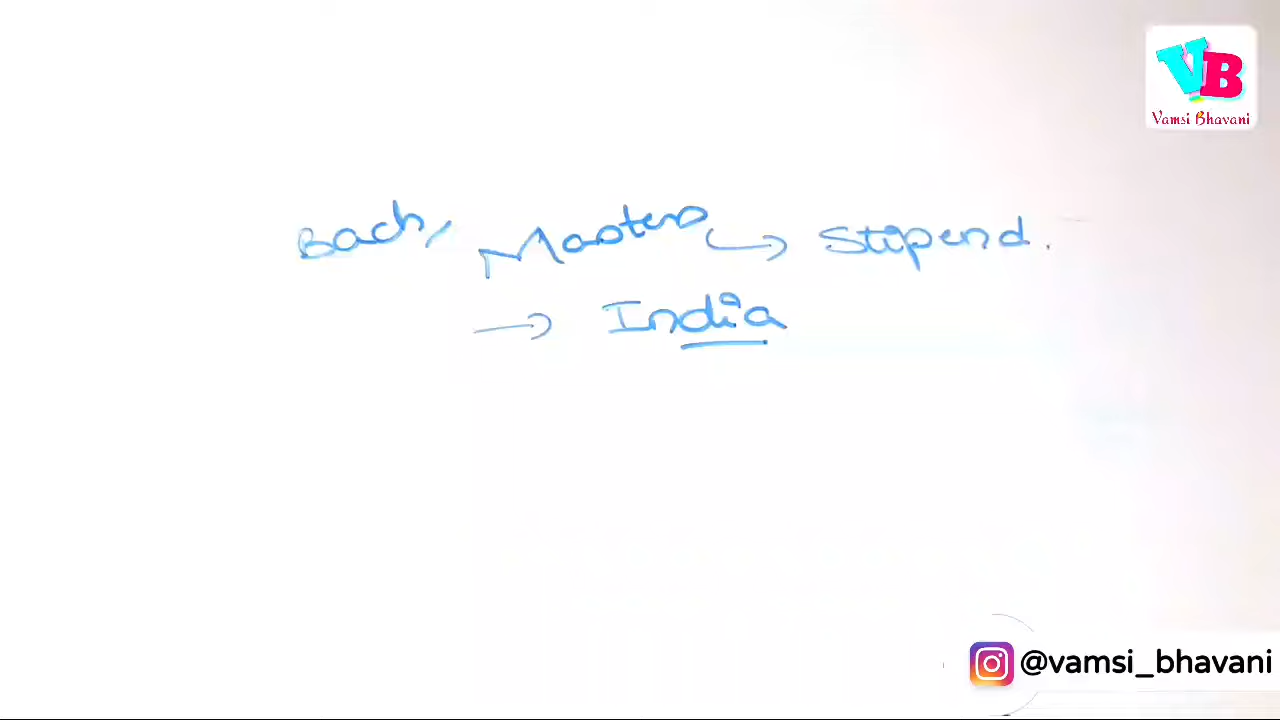 VB
Vamsi Bhavani
Bach, Masters → Stipend.
→ India
@vamsi_bhavani